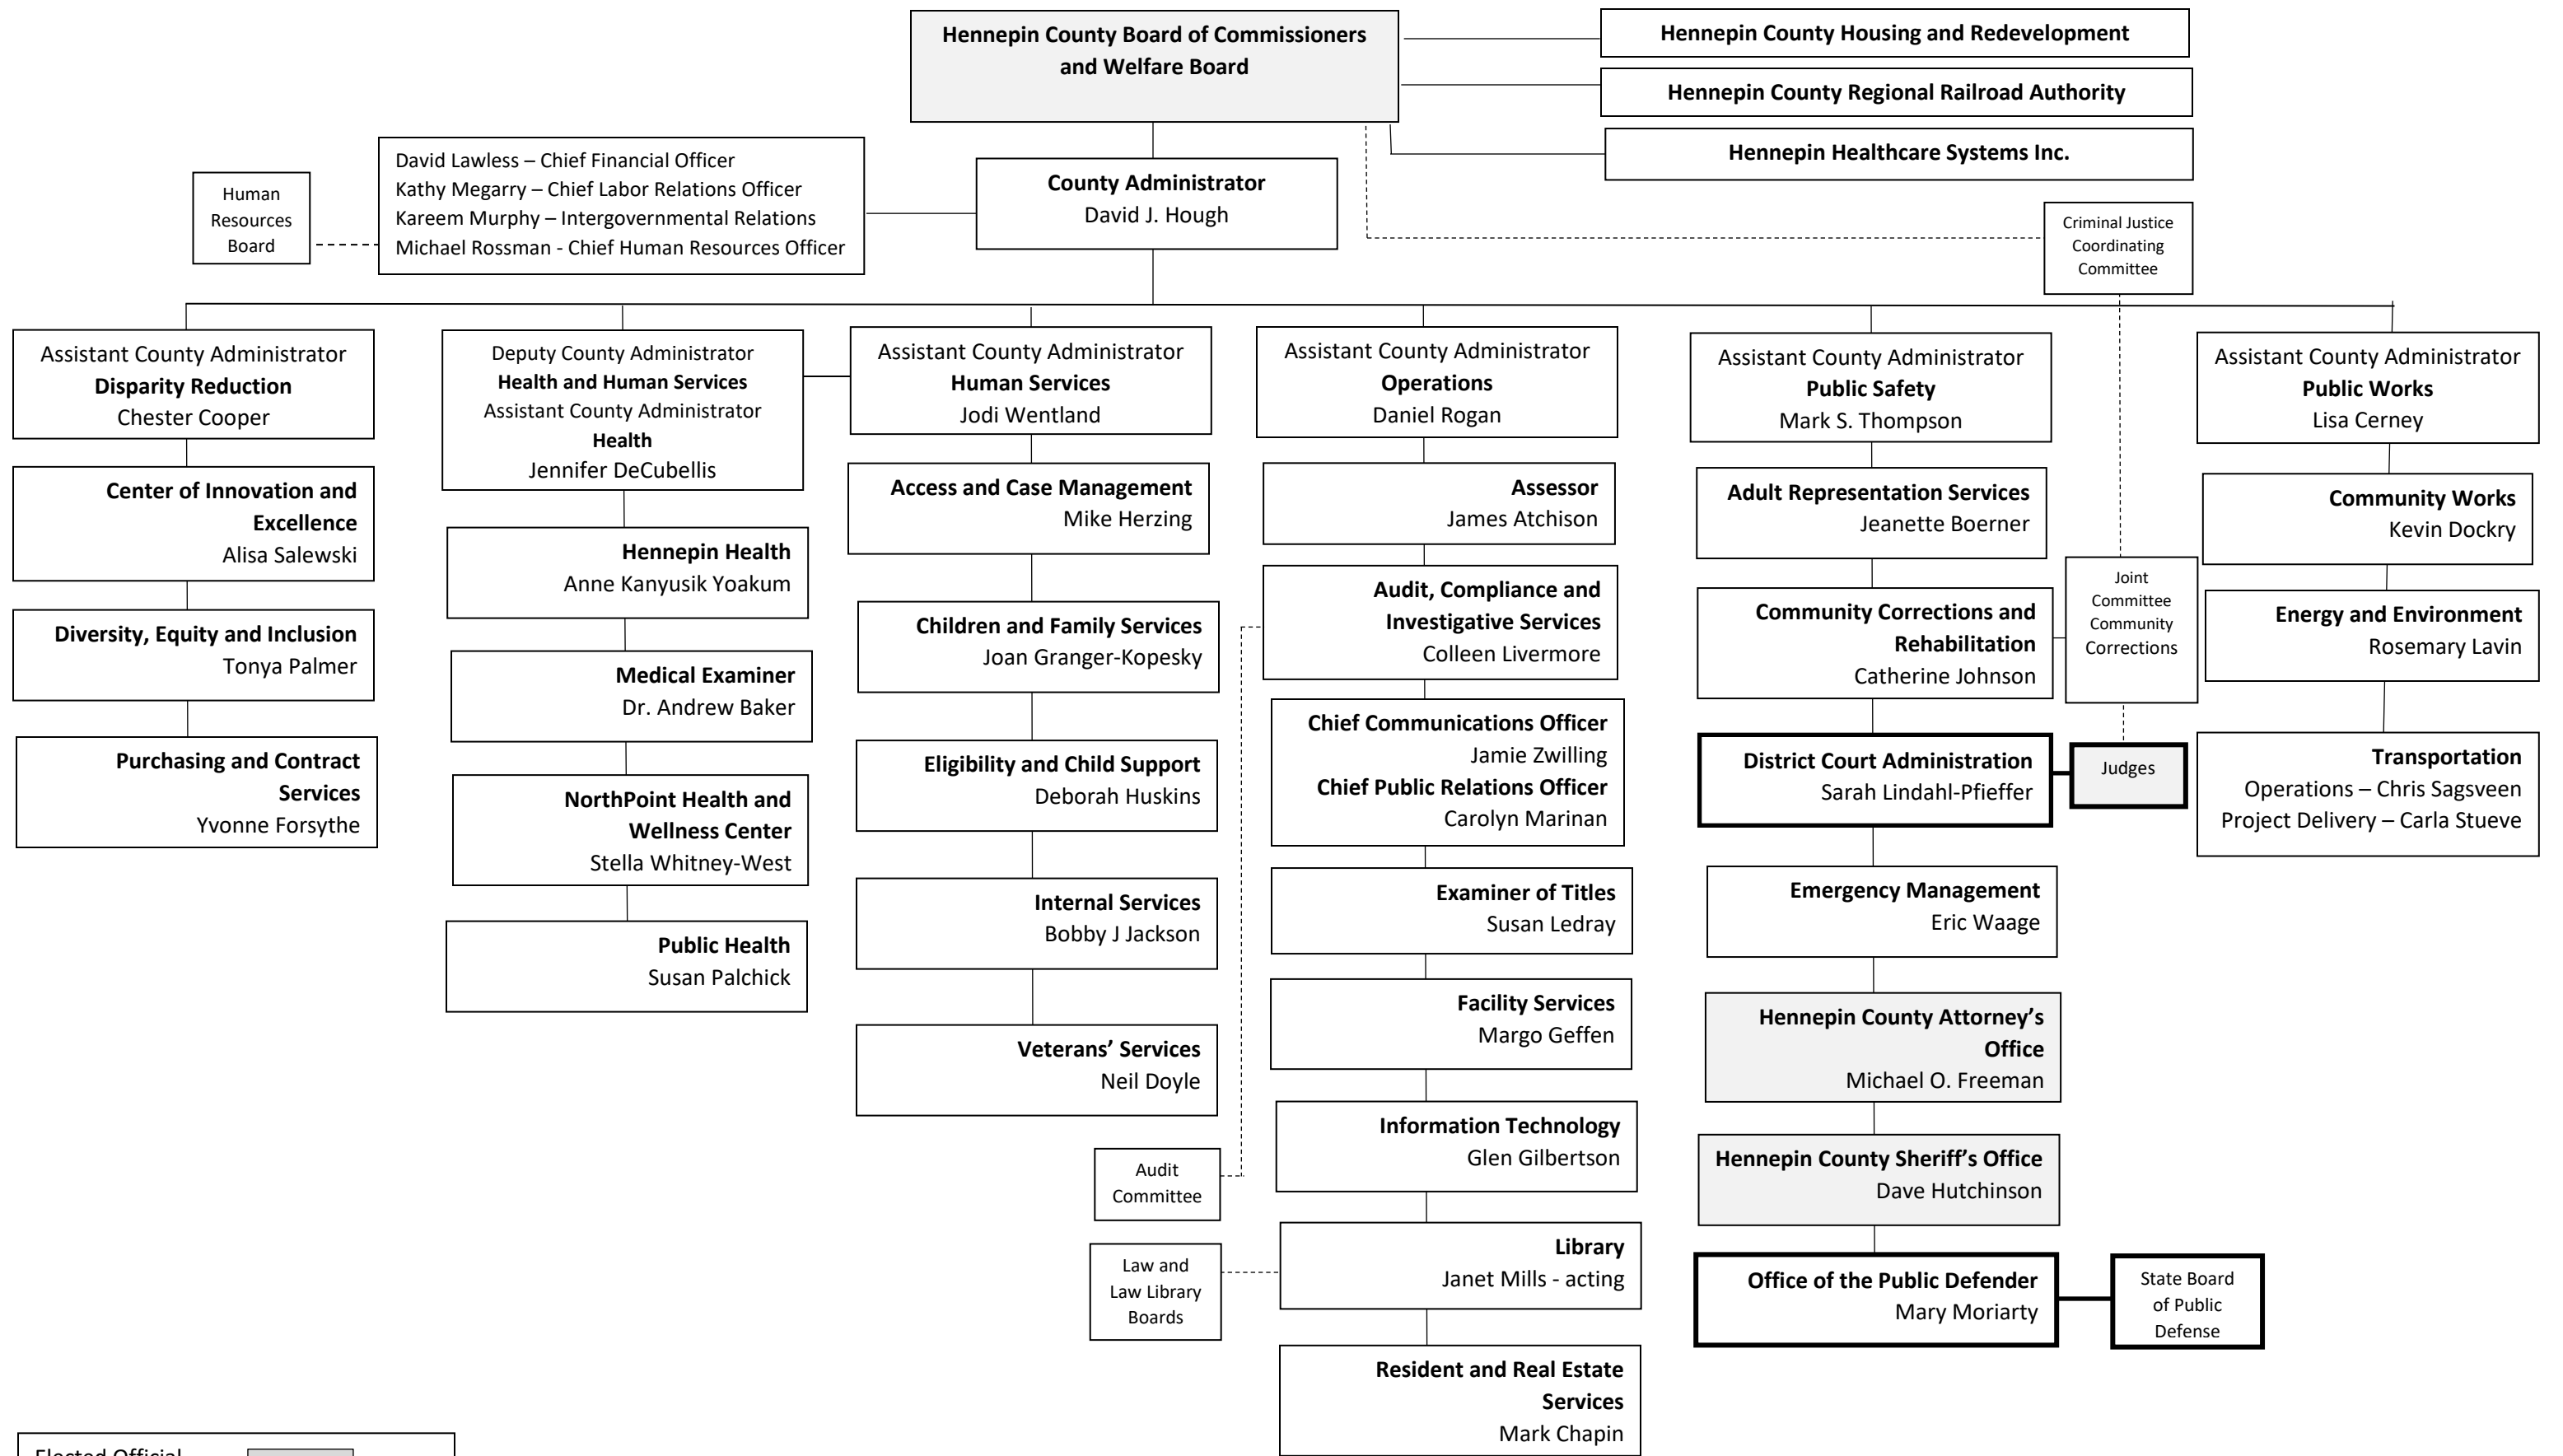 Hennepin County Board of Commissioners
and Welfare Board
Hennepin County Housing and Redevelopment
Hennepin County Regional Railroad Authority
Hennepin Healthcare Systems Inc.
Human
Resources
Board
David Lawless – Chief Financial Officer
Kathy Megarry – Chief Labor Relations Officer
Kareem Murphy – Intergovernmental Relations
Michael Rossman - Chief Human Resources Officer
County Administrator
David J. Hough
Criminal Justice
Coordinating
Committee
Assistant County Administrator
Disparity Reduction
Chester Cooper
Center of Innovation and
Excellence
Alisa Salewski
Diversity, Equity and Inclusion
Tonya Palmer
Purchasing and Contract
Services
Yvonne Forsythe
Deputy County Administrator
Health and Human Services
Assistant County Administrator
Health
Jennifer DeCubellis
Hennepin Health
Anne Kanyusik Yoakum
Medical Examiner
Dr. Andrew Baker
NorthPoint Health and
Wellness Center
Stella Whitney-West
Public Health
Susan Palchick
Assistant County Administrator
Human Services
Jodi Wentland
Access and Case Management
Mike Herzing
Children and Family Services
Joan Granger-Kopesky
Eligibility and Child Support
Deborah Huskins
Internal Services
Bobby J Jackson
Veterans’ Services
Neil Doyle
Assistant County Administrator
Operations
Daniel Rogan
Assessor
James Atchison
Audit, Compliance and
Investigative Services
Colleen Livermore
Chief Communications Officer
Jamie Zwilling
Chief Public Relations Officer
Carolyn Marinan
Examiner of Titles
Susan Ledray
Facility Services
Margo Geffen
Information Technology
Glen Gilbertson
Audit
Committee
Library
Janet Mills - acting
Law and
Law Library
Boards
Resident and Real Estate
Services
Mark Chapin
Assistant County Administrator
Public Safety
Mark S. Thompson
Adult Representation Services
Jeanette Boerner
Community Corrections and
Rehabilitation
Catherine Johnson
Joint
Committee
Community
Corrections
District Court Administration
Sarah Lindahl-Pfieffer
Judges
Emergency Management
Eric Waage
Hennepin County Attorney’s
Office
Michael O. Freeman
Hennepin County Sheriff’s Office
Dave Hutchinson
Office of the Public Defender
Mary Moriarty
State Board
of Public
Defense
Assistant County Administrator
Public Works
Lisa Cerney
Community Works
Kevin Dockry
Energy and Environment
Rosemary Lavin
Transportation
Operations – Chris Sagsveen
Project Delivery – Carla Stueve
Elected Official